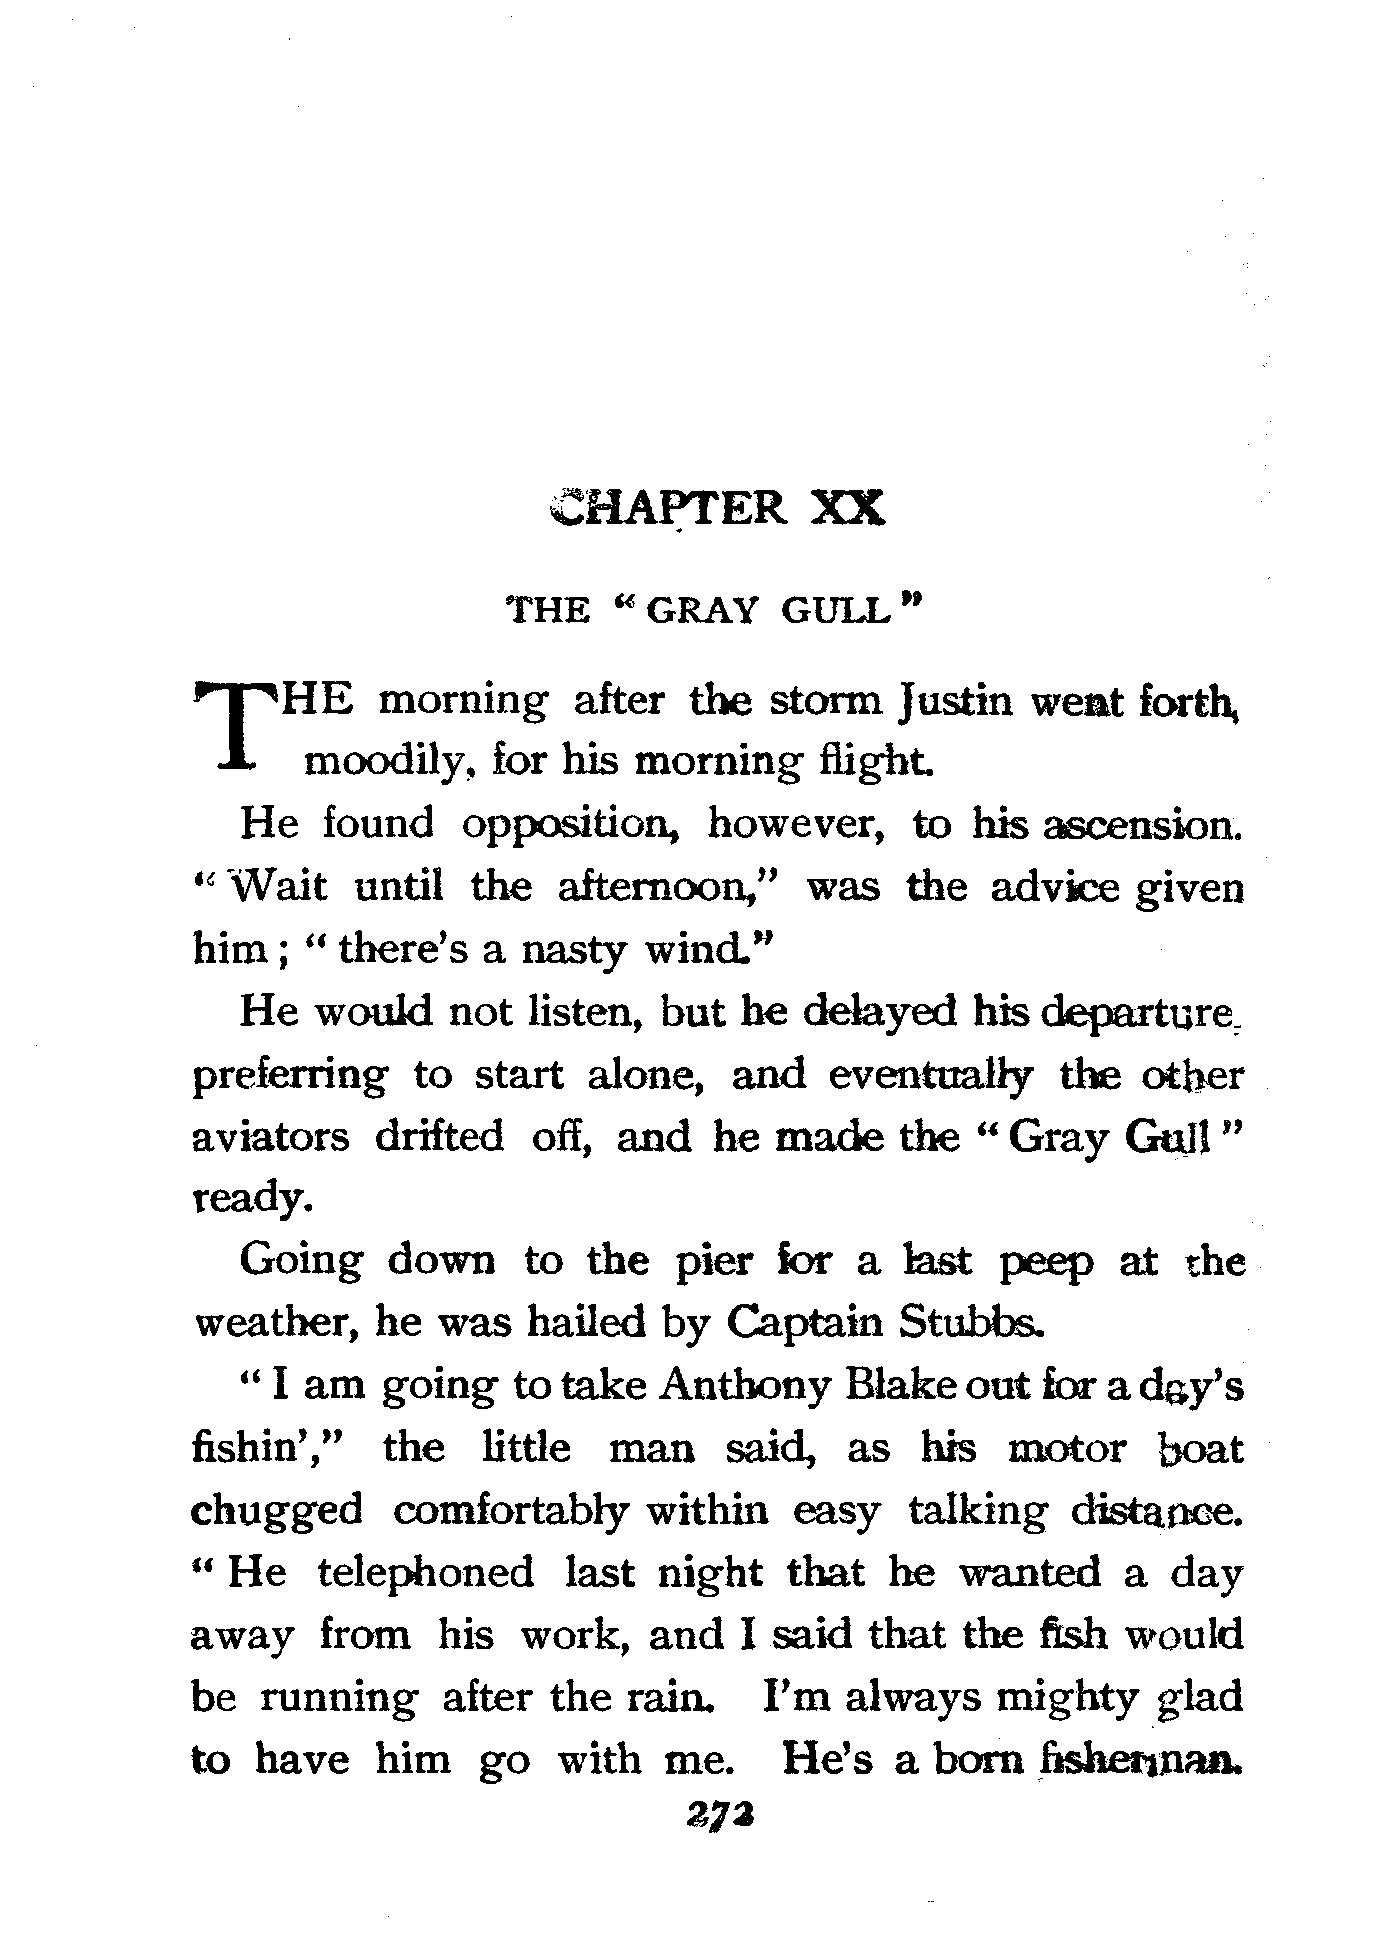 CHAPTER XX
THE “ GRAY GULL ”
THE morning after the storm Justin went forth,
moodily, for his morning flight.
He found opposition, however, to his ascension.
“ Wait until the afternoon,” was the advice given
him ; “ there’s a nasty wind.”
He would not listen, but he delayed his departure,
preferring to start alone, and eventually the other
aviators drifted off, and he made the “ Gray Gull ”
ready.
Going down to the pier for a last peep at the
weather, he was hailed by Captain Stubbs.
“ I am going to take Anthony Blake out for a day’s
fishin’,” the little man said, as his motor boat
chugged comfortably within easy talking distance.
“ He telephoned last night that he wanted a day
away from his work, and I said that the fish would
be running after the rain. I’m always mighty glad
to have him go with me. He’s a born fisherman.
272